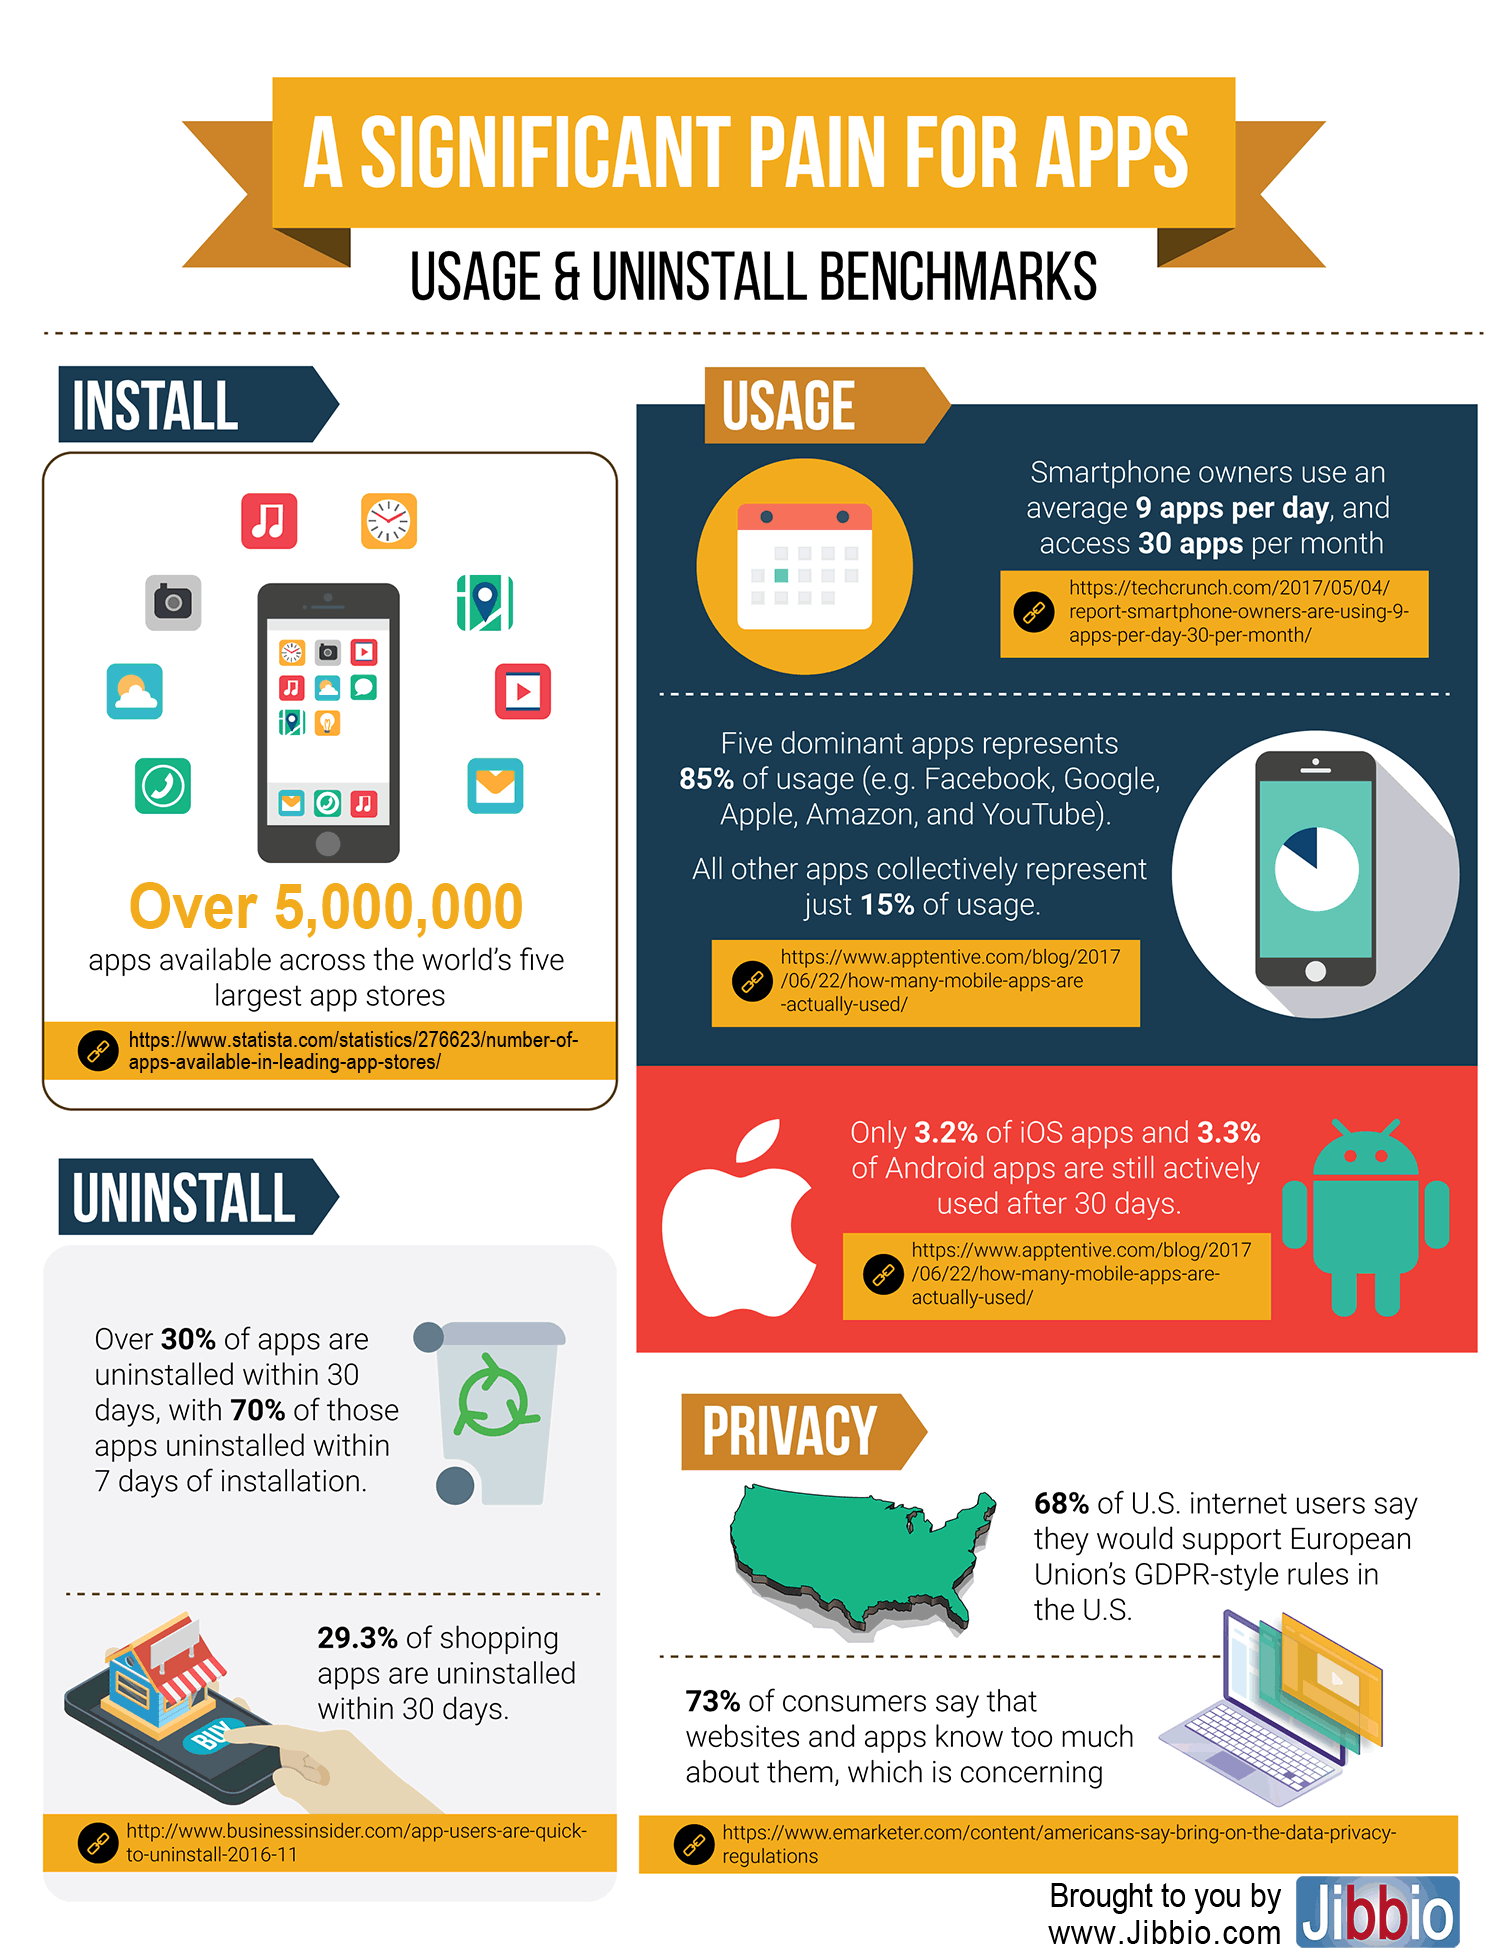 A SIGNIFICANT PAIN FOR APPS
USAGE & UNINSTALL BENCHMARKS
INSTALL
Over 5,000,000
apps available across the world's five
largest app stores
https://www.statista.com/statistics/276623/number-of-
apps-available-in-leading-app-stores/
USAGE
Smartphone owners use an
average 9 apps per day, and
access 30 apps per month
https://techcrunch.com/2017/05/04/
report-smartphone-owners-are-using-9-
apps-per-day-30-per-month/
Five dominant apps represents
85% of usage (e.g. Facebook, Google,
Apple, Amazon, and YouTube).
All other apps collectively represent
just 15% of usage.
https://www.apptentive.com/blog/2017
/06/22/how-many-mobile-apps-are
-actually-used/
Only 3.2% of iOS apps and 3.3%
of Android apps are still actively
used after 30 days.
https://www.apptentive.com/blog/2017
/06/22/how-many-mobile-apps-are-
actually-used/
UNINSTALL
Over 30% of apps are
uninstalled within 30
days, with 70% of those
apps uninstalled within
7 days of installation.
BUY
29.3% of shopping
apps are uninstalled
within 30 days.
http://www.businessinsider.com/app-users-are-quick-
to-uninstall-2016-11
PRIVACY
68% of U.S. internet users say
they would support European
Union's GDPR-style rules in
the U.S.
73% of consumers say that
websites and apps know too much
about them, which is concerning
https://www.emarketer.com/content/americans-say-bring-on-the-data-privacy-
regulations
Brought to you by
www.Jibbio.com
Jibbio